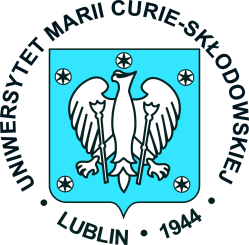 UNIWERSYTET MARII CURIE-SKŁODOWSKIEJ
• LUBLIN • 1944 •